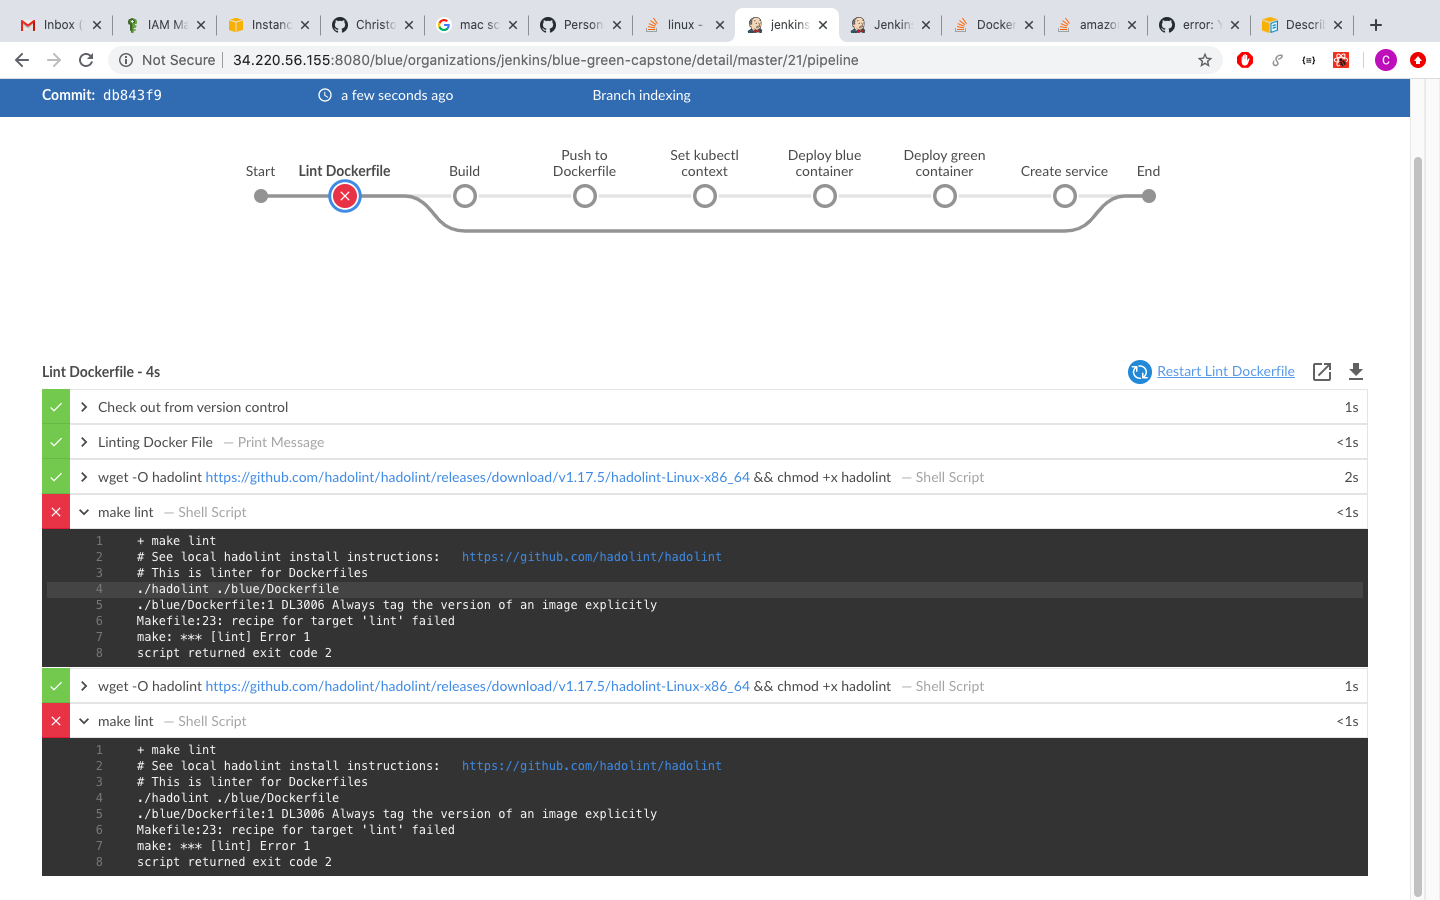 Inbox (
IAM Ma
Instanc
Christo
mac sc
Person
linux -
jenkins
Jenkin
Docker
amazo
error: Y
Describ
Not Secure
34.220.56.155:8080/blue/organizations/jenkins/blue-green-capstone/detail/master/21/pipeline
C
Commit: db843f9
a few seconds ago
Branch indexing
Start
Lint Dockerfile
Build
Push to
Dockerfile
Set kubectl
context
Deploy blue
container
Deploy green
container
Create service
End
Lint Dockerfile - 4s
Restart Lint Dockerfile
Check out from version control 1s
Linting Docker File — Print Message <1s
wget -O hadolint https://github.com/hadolint/hadolint/releases/download/v1.17.5/hadolint-Linux-x86_64 && chmod +x hadolint — Shell Script 2s
make lint — Shell Script <1s
1 + make lint
2 # See local hadolint install instructions: https://github.com/hadolint/hadolint
3 # This is linter for Dockerfiles
4 ./hadolint ./blue/Dockerfile
5 ./blue/Dockerfile:1 DL3006 Always tag the version of an image explicitly
6 Makefile:23: recipe for target 'lint' failed
7 make: *** [lint] Error 1
8 script returned exit code 2
wget -O hadolint https://github.com/hadolint/hadolint/releases/download/v1.17.5/hadolint-Linux-x86_64 && chmod +x hadolint — Shell Script 1s
make lint — Shell Script <1s
1 + make lint
2 # See local hadolint install instructions: https://github.com/hadolint/hadolint
3 # This is linter for Dockerfiles
4 ./hadolint ./blue/Dockerfile
5 ./blue/Dockerfile:1 DL3006 Always tag the version of an image explicitly
6 Makefile:23: recipe for target 'lint' failed
7 make: *** [lint] Error 1
8 script returned exit code 2